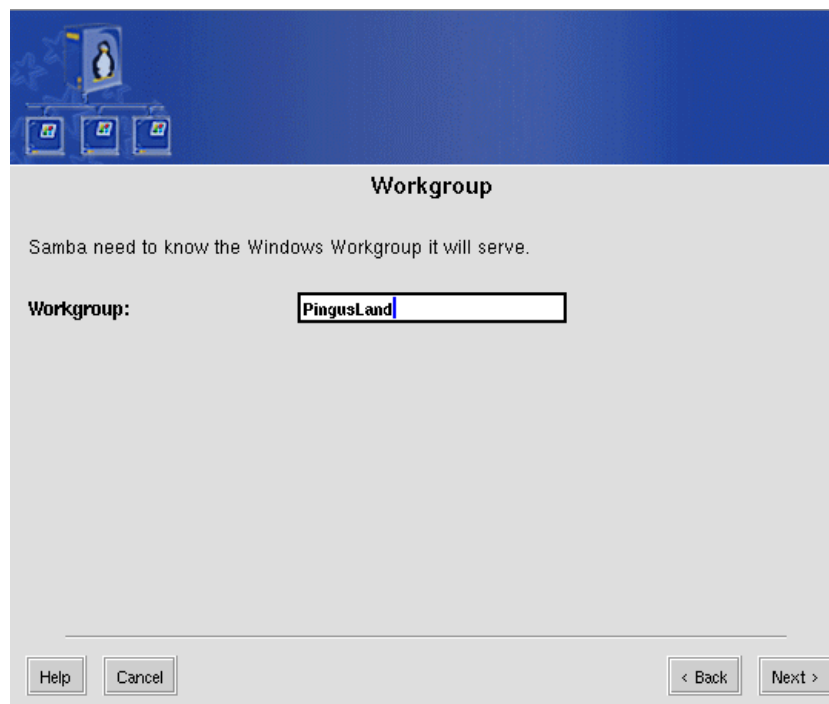 Workgroup
Samba need to know the Windows Workgroup it will serve.
Workgroup:
PingusLand
Help
Cancel
< Back
Next >